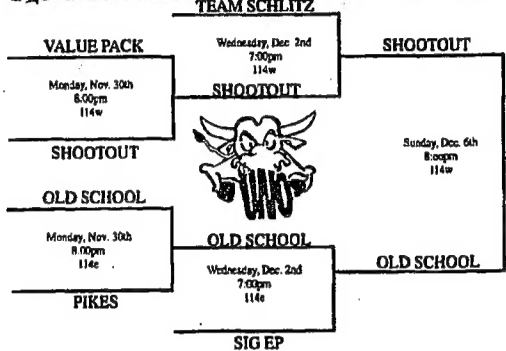 TEAM SCHLITZ
VALUE PACK
Wednesday, Dec. 2nd
7:00pm
114w
SHOOTOUT
Monday, Nov. 30th
8:00pm
114w
SHOOTOUT
SHOOTOUT
Sunday, Dec. 6th
8:00pm
114w
OLD SCHOOL
Monday, Nov. 30th
8:00pm
114e
OLD SCHOOL
PIKES
Wednesday, Dec. 2nd
7:00pm
114e
OLD SCHOOL
SIG EP
UNO